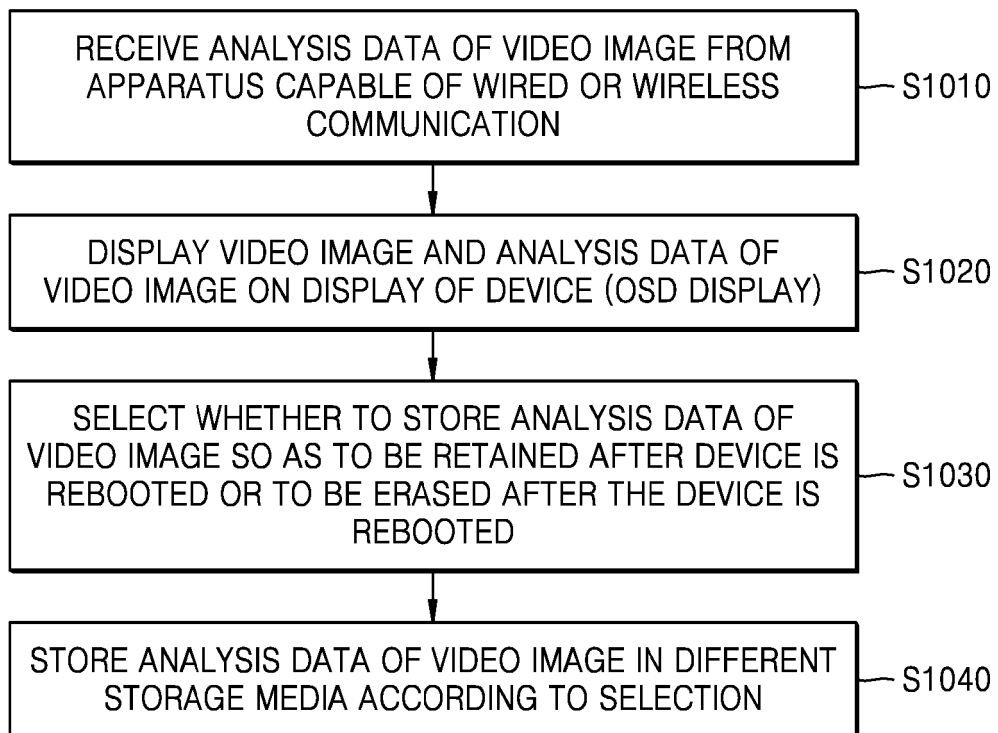 RECEIVE ANALYSIS DATA OF VIDEO IMAGE FROM
APPARATUS CAPABLE OF WIRED OR WIRELESS
COMMUNICATION
S1010
DISPLAY VIDEO IMAGE AND ANALYSIS DATA OF
VIDEO IMAGE ON DISPLAY OF DEVICE (OSD DISPLAY)
S1020
SELECT WHETHER TO STORE ANALYSIS DATA OF
VIDEO IMAGE SO AS TO BE RETAINED AFTER DEVICE IS
REBOOTED OR TO BE ERASED AFTER THE DEVICE IS
REBOOTED
S1030
STORE ANALYSIS DATA OF VIDEO IMAGE IN DIFFERENT
STORAGE MEDIA ACCORDING TO SELECTION
S1040